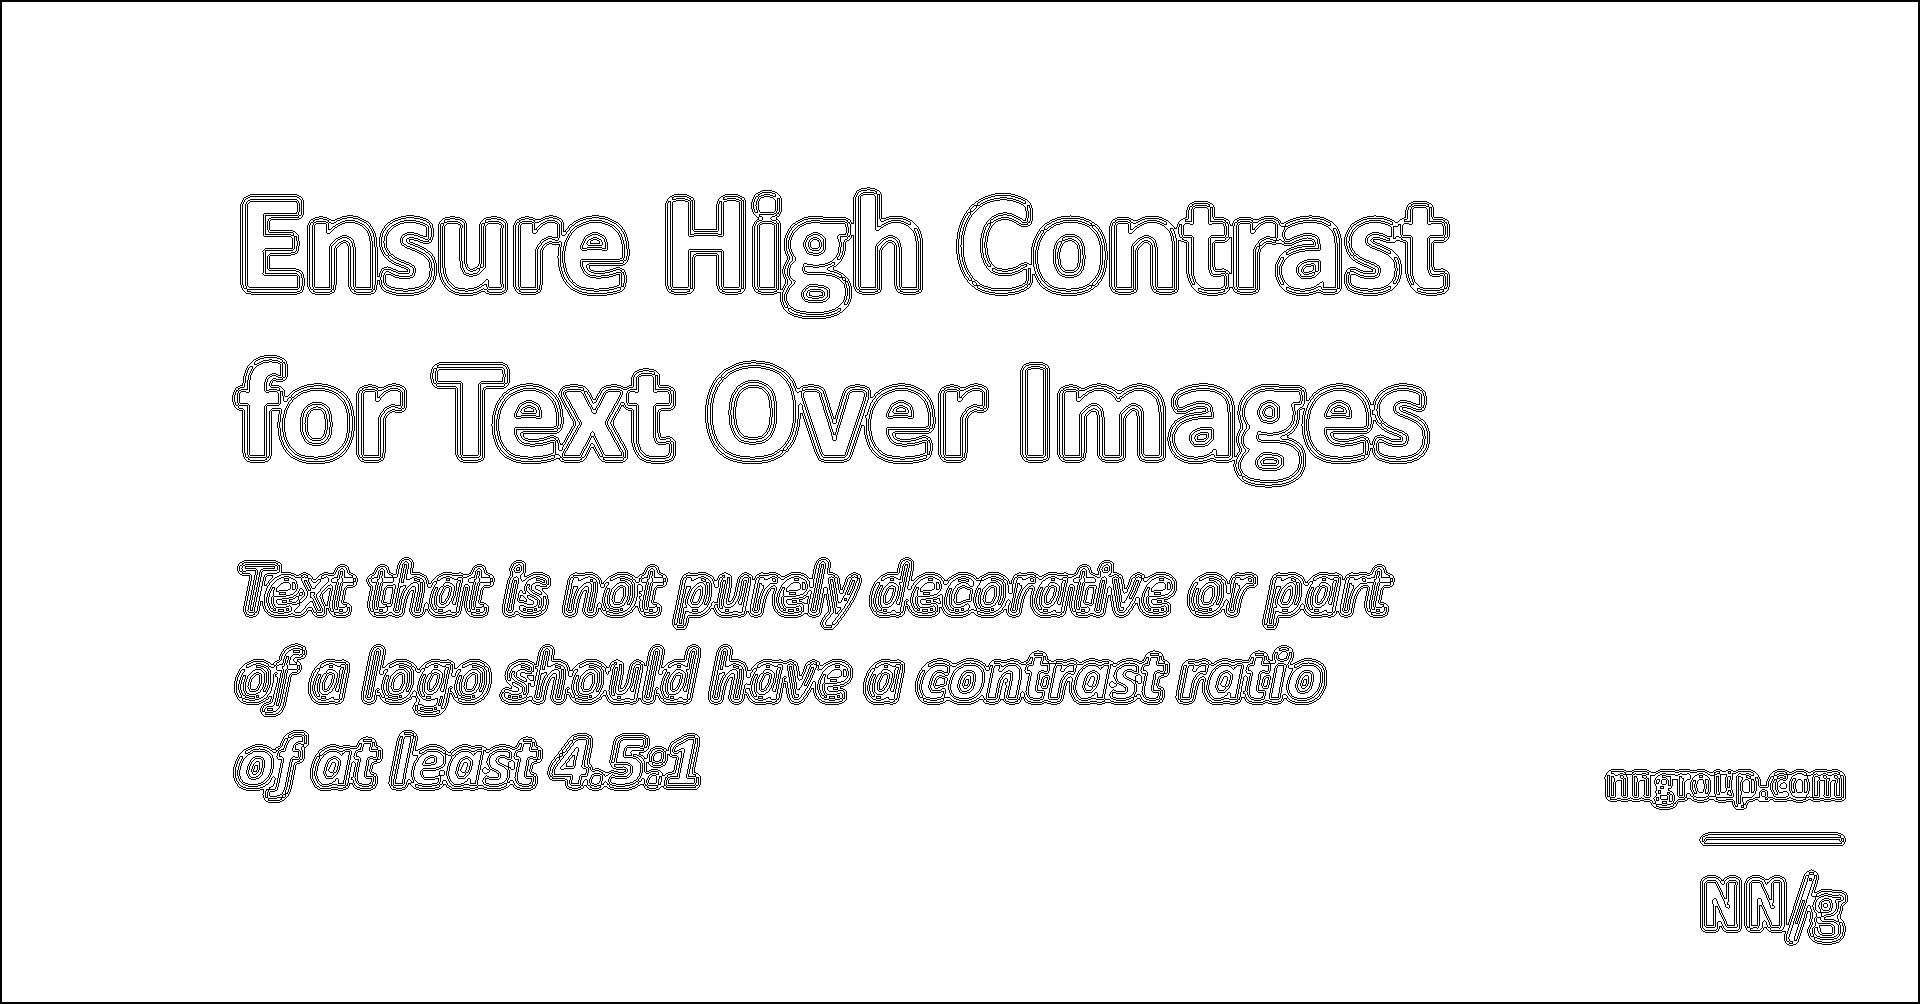 Ensure High Contrast
for Text Over Images
Text that is not purely decorative or part
of a logo should have a contrast ratio
of at least 4.5:1
nngroup.com
NN/g